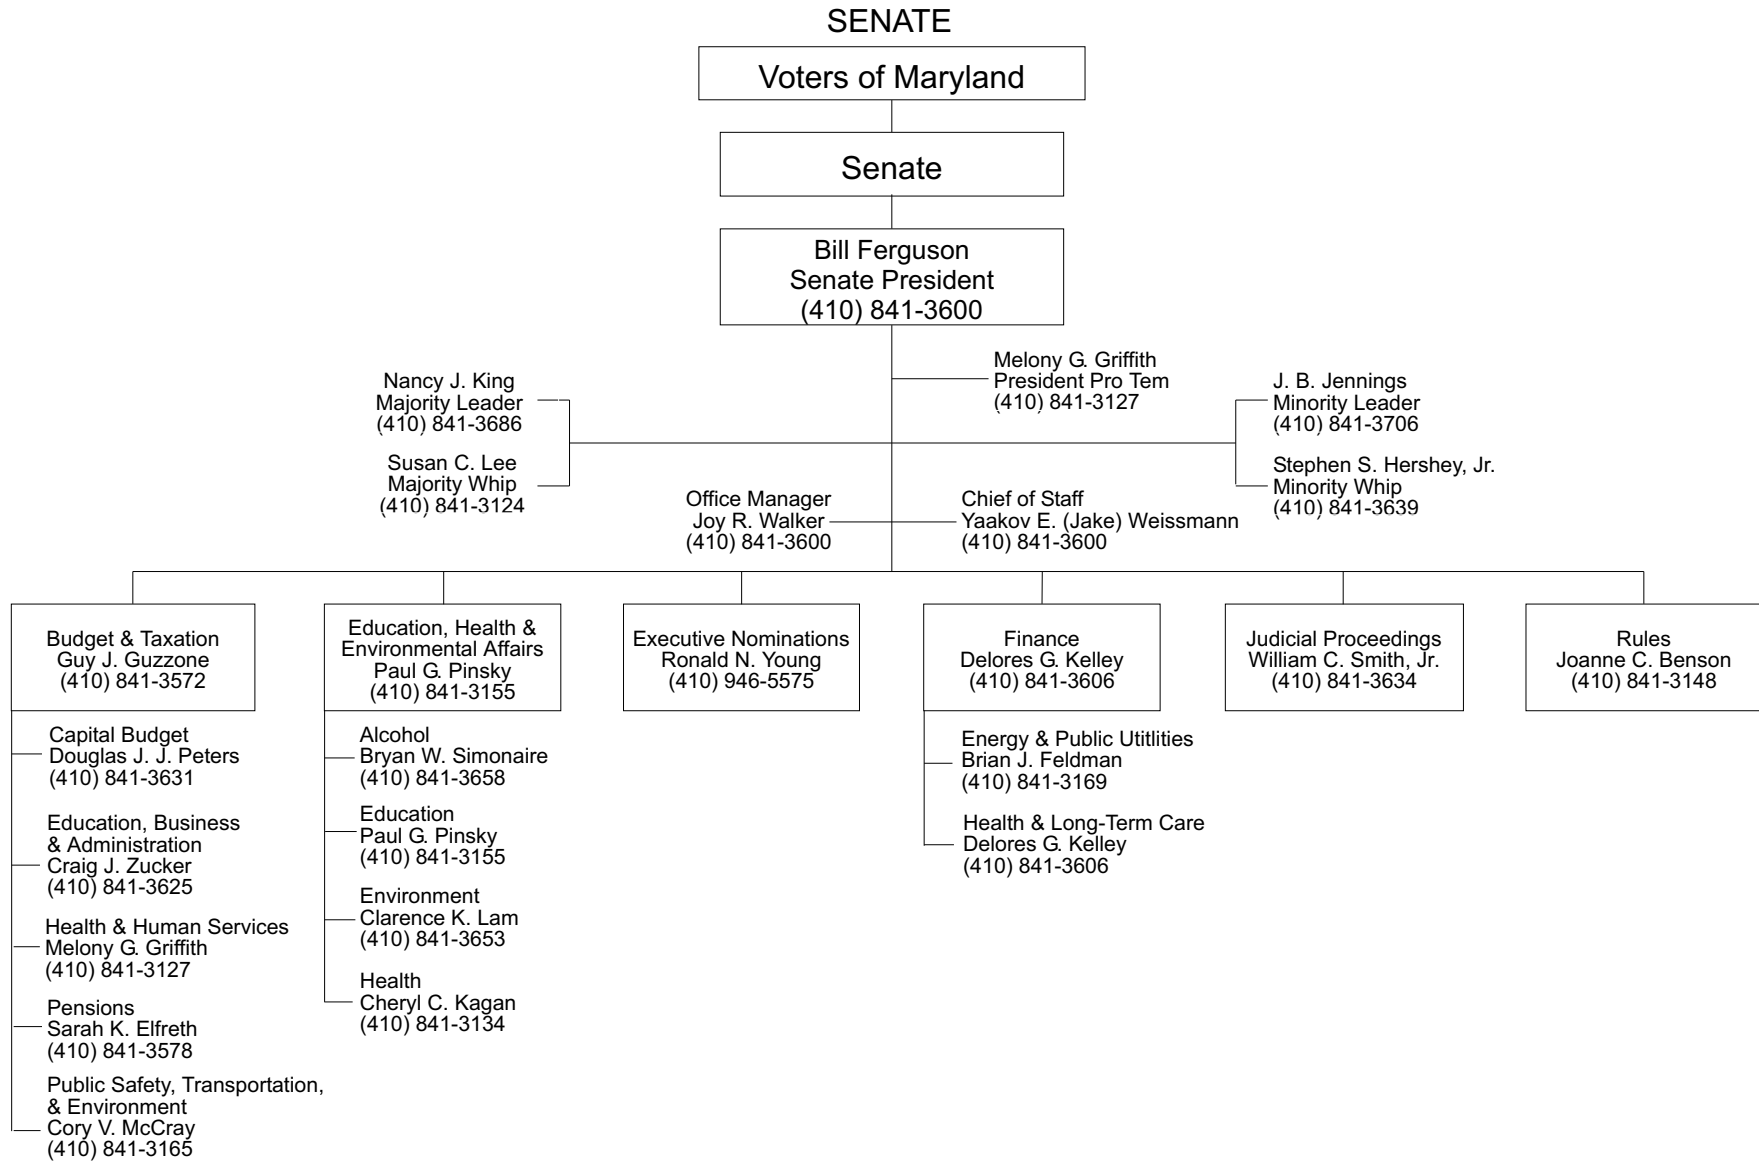 SENATE
Voters of Maryland
Senate
Bill Ferguson
Senate President
(410) 841-3600
Melony G. Griffith
President Pro Tem
(410) 841-3127
Nancy J. King
Majority Leader
(410) 841-3686
Susan C. Lee
Majority Whip
(410) 841-3124
J. B. Jennings
Minority Leader
(410) 841-3706
Stephen S. Hershey, Jr.
Minority Whip
(410) 841-3639
Office Manager
Joy R. Walker
(410) 841-3600
Chief of Staff
Yaakov E. (Jake) Weissmann
(410) 841-3600
Budget & Taxation
Guy J. Guzzone
(410) 841-3572
Capital Budget
Douglas J. J. Peters
(410) 841-3631
Education, Business
& Administration
Craig J. Zucker
(410) 841-3625
Health & Human Services
Melony G. Griffith
(410) 841-3127
Pensions
Sarah K. Elfreth
(410) 841-3578
Public Safety, Transportation,
& Environment
Cory V. McCray
(410) 841-3165
Education, Health &
Environmental Affairs
Paul G. Pinsky
(410) 841-3155
Alcohol
Bryan W. Simonaire
(410) 841-3658
Education
Paul G. Pinsky
(410) 841-3155
Environment
Clarence K. Lam
(410) 841-3653
Health
Cheryl C. Kagan
(410) 841-3134
Executive Nominations
Ronald N. Young
(410) 946-5575
Finance
Delores G. Kelley
(410) 841-3606
Energy & Public Utitlities
Brian J. Feldman
(410) 841-3169
Health & Long-Term Care
Delores G. Kelley
(410) 841-3606
Judicial Proceedings
William C. Smith, Jr.
(410) 841-3634
Rules
Joanne C. Benson
(410) 841-3148